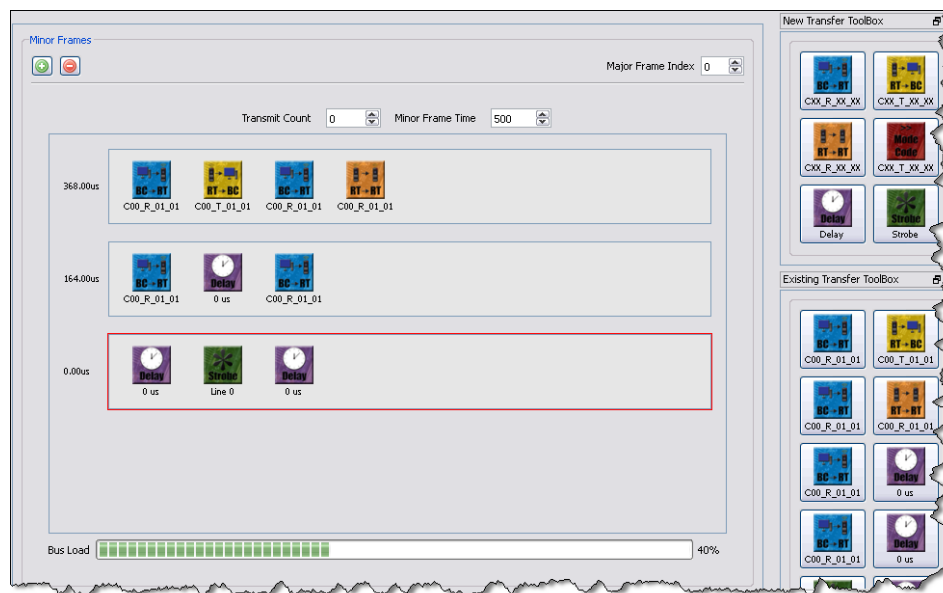 New Transfer ToolBox
Minor Frames
Major Frame Index 0
Transmit Count 0 Minor Frame Time 500
368.00us
BC→RT RT→BC BC→RT RT→RT
C00_R_01_01 C00_T_01_01 C00_R_01_01 C00_R_01_01
164.00us
BC→RT Delay BC→RT
C00_R_01_01 0 us C00_R_01_01
0.00us
Delay Strobe Delay
0 us Line 0 0 us
Bus Load 40%
BC→RT RT→BC
CXX_R_XX_XX CXX_T_XX_XX
RT→RT Mode Code
CXX_R_XX_XX CXX_T_XX_XX
Delay Strobe
Delay Strobe
Existing Transfer ToolBox
BC→RT RT→BC
C00_R_01_01 C00_T_01_01
BC→RT RT→RT
C00_R_01_01 C00_R_01_01
BC→RT Delay
C00_R_01_01 0 us
BC→RT Delay
C00_R_01_01 0 us